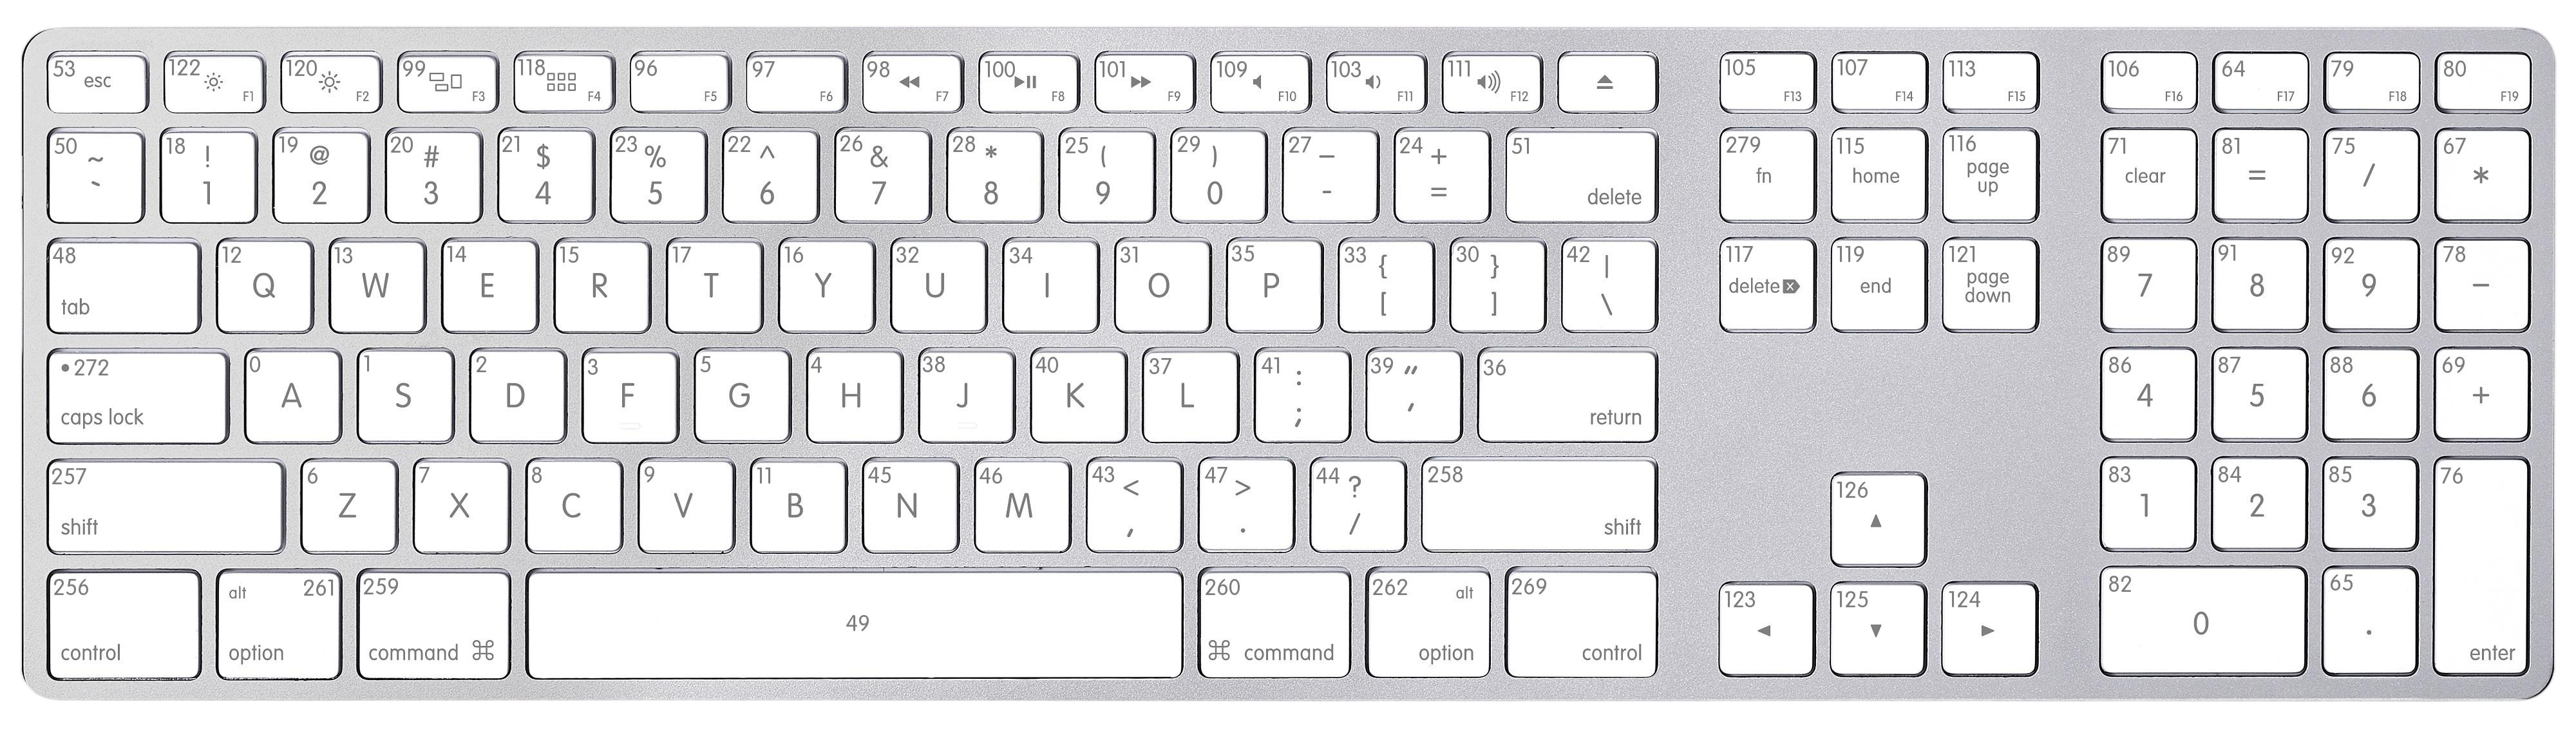 53 esc
122 F1
120 F2
99 F3
118 F4
96 F5
97 F6
98 F7
100 F8
101 F9
109 F10
103 F11
111 F12
105 F13
107 F14
113 F15
106 F16
64 F17
79 F18
80 F19
50 ~ `
18 ! 1
19 @ 2
20 # 3
21 $ 4
23 % 5
22 ^ 6
26 & 7
28 * 8
25 ( 9
29 ) 0
27 – -
24 + =
51 delete
279 fn
115 home
116 page up
71 clear
81 =
75 /
67 *
48 tab
12 Q
13 W
14 E
15 R
17 T
16 Y
32 U
34 I
31 O
35 P
33 { [
30 } ]
42 | \
117 delete
119 end
121 page down
89 7
91 8
92 9
78 –
•272 caps lock
0 A
1 S
2 D
3 F
5 G
4 H
38 J
40 K
37 L
41 : ;
39 " '
36 return
86 4
87 5
88 6
69 +
257 shift
6 Z
7 X
8 C
9 V
11 B
45 N
46 M
43 < ,
47 > .
44 ? /
258 shift
126 ▲
83 1
84 2
85 3
76 enter
256 control
alt 261 option
259 command ⌘
49
260 ⌘ command
262 alt option
269 control
123 ◀
125 ▼
124 ▶
82 0
65 .